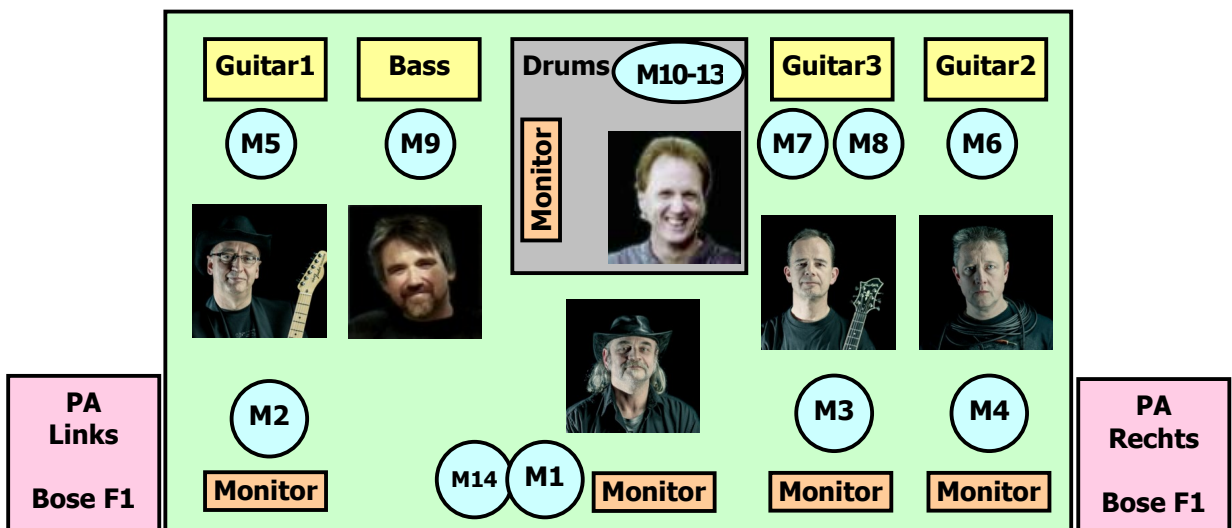 Guitar1
Bass
Drums
M10-13
Guitar3
Guitar2
M5
M9
Monitor
M7
M8
M6
PA
Links
Bose F1
M2
M14
M1
M3
M4
Monitor
Monitor
Monitor
Monitor
PA
Rechts
Bose F1